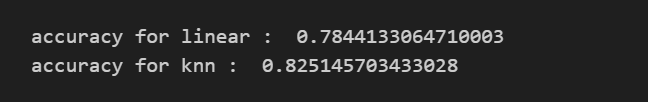 accuracy for linear :  0.7844133064710003
accuracy for knn :  0.825145703433028